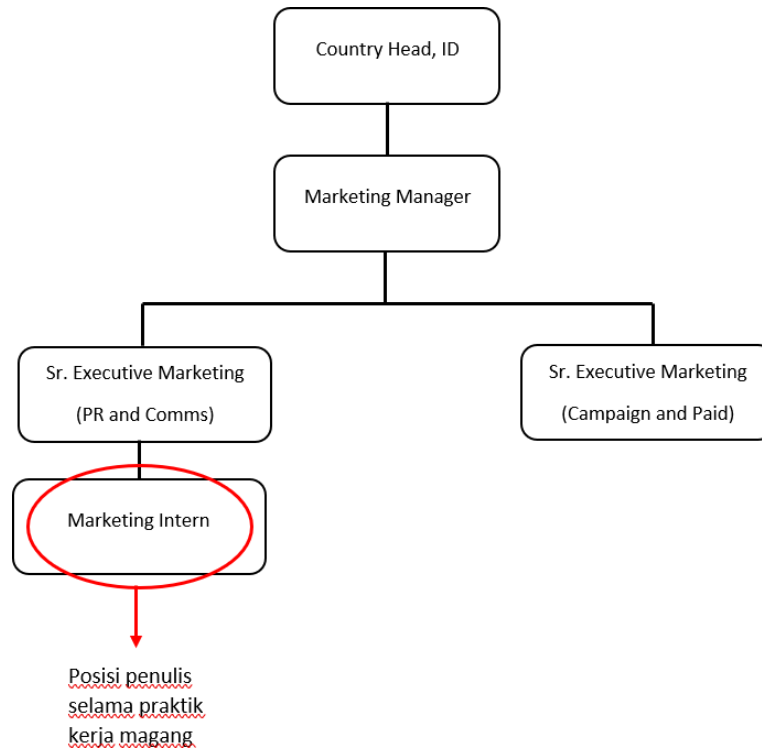 Country Head, ID
Marketing Manager
Sr. Executive Marketing
(PR and Comms)
Sr. Executive Marketing
(Campaign and Paid)
Marketing Intern
Posisi penulis
selama praktik
kerja magang